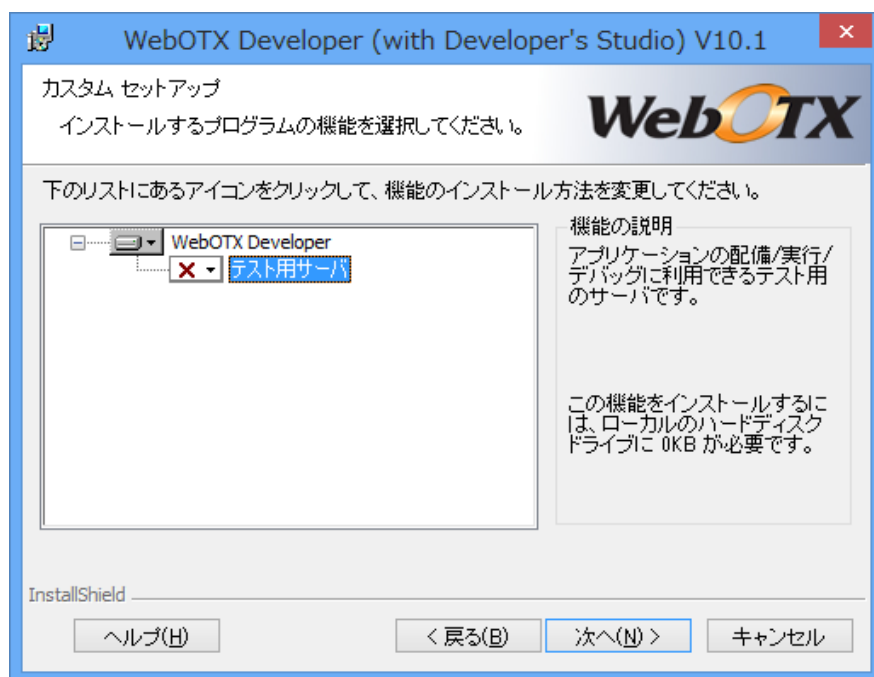 WebOTX Developer (with Developer's Studio) V10.1
カスタム セットアップ
インストールするプログラムの機能を選択してください。
WebOTX
下のリストにあるアイコンをクリックして、機能のインストール方法を変更してください。
WebOTX Developer
テスト用サーバ
機能の説明
アプリケーションの配備/実行/
デバッグに利用できるテスト用
のサーバです。
この機能をインストールするに
は、ローカルのハードディスク
ドライブに 0KB が必要です。
InstallShield
ヘルプ(H)
< 戻る(B)
次へ(N) >
キャンセル